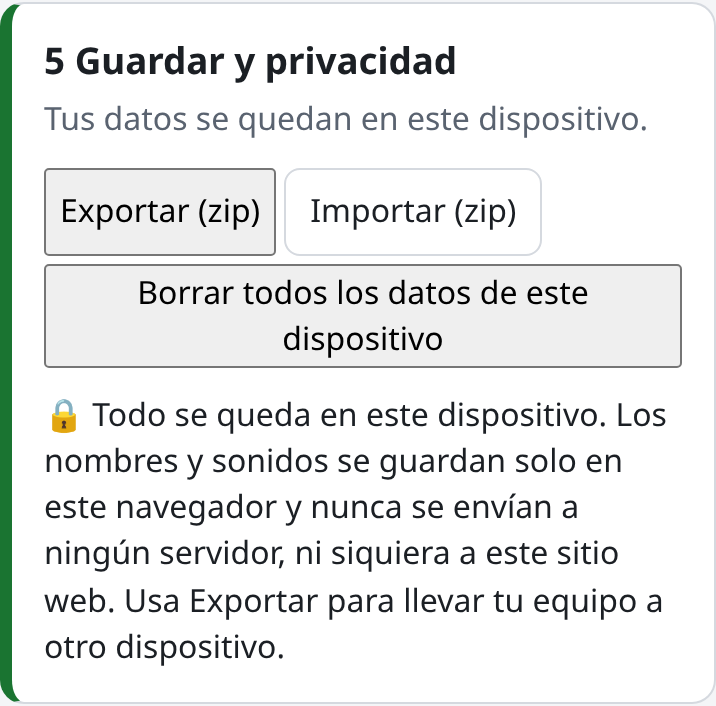 5 Guardar y privacidad
Tus datos se quedan en este dispositivo.
Exportar (zip) Importar (zip)
Borrar todos los datos de este
dispositivo
🔒 Todo se queda en este dispositivo. Los
nombres y sonidos se guardan solo en
este navegador y nunca se envían a
ningún servidor, ni siquiera a este sitio
web. Usa Exportar para llevar tu equipo a
otro dispositivo.